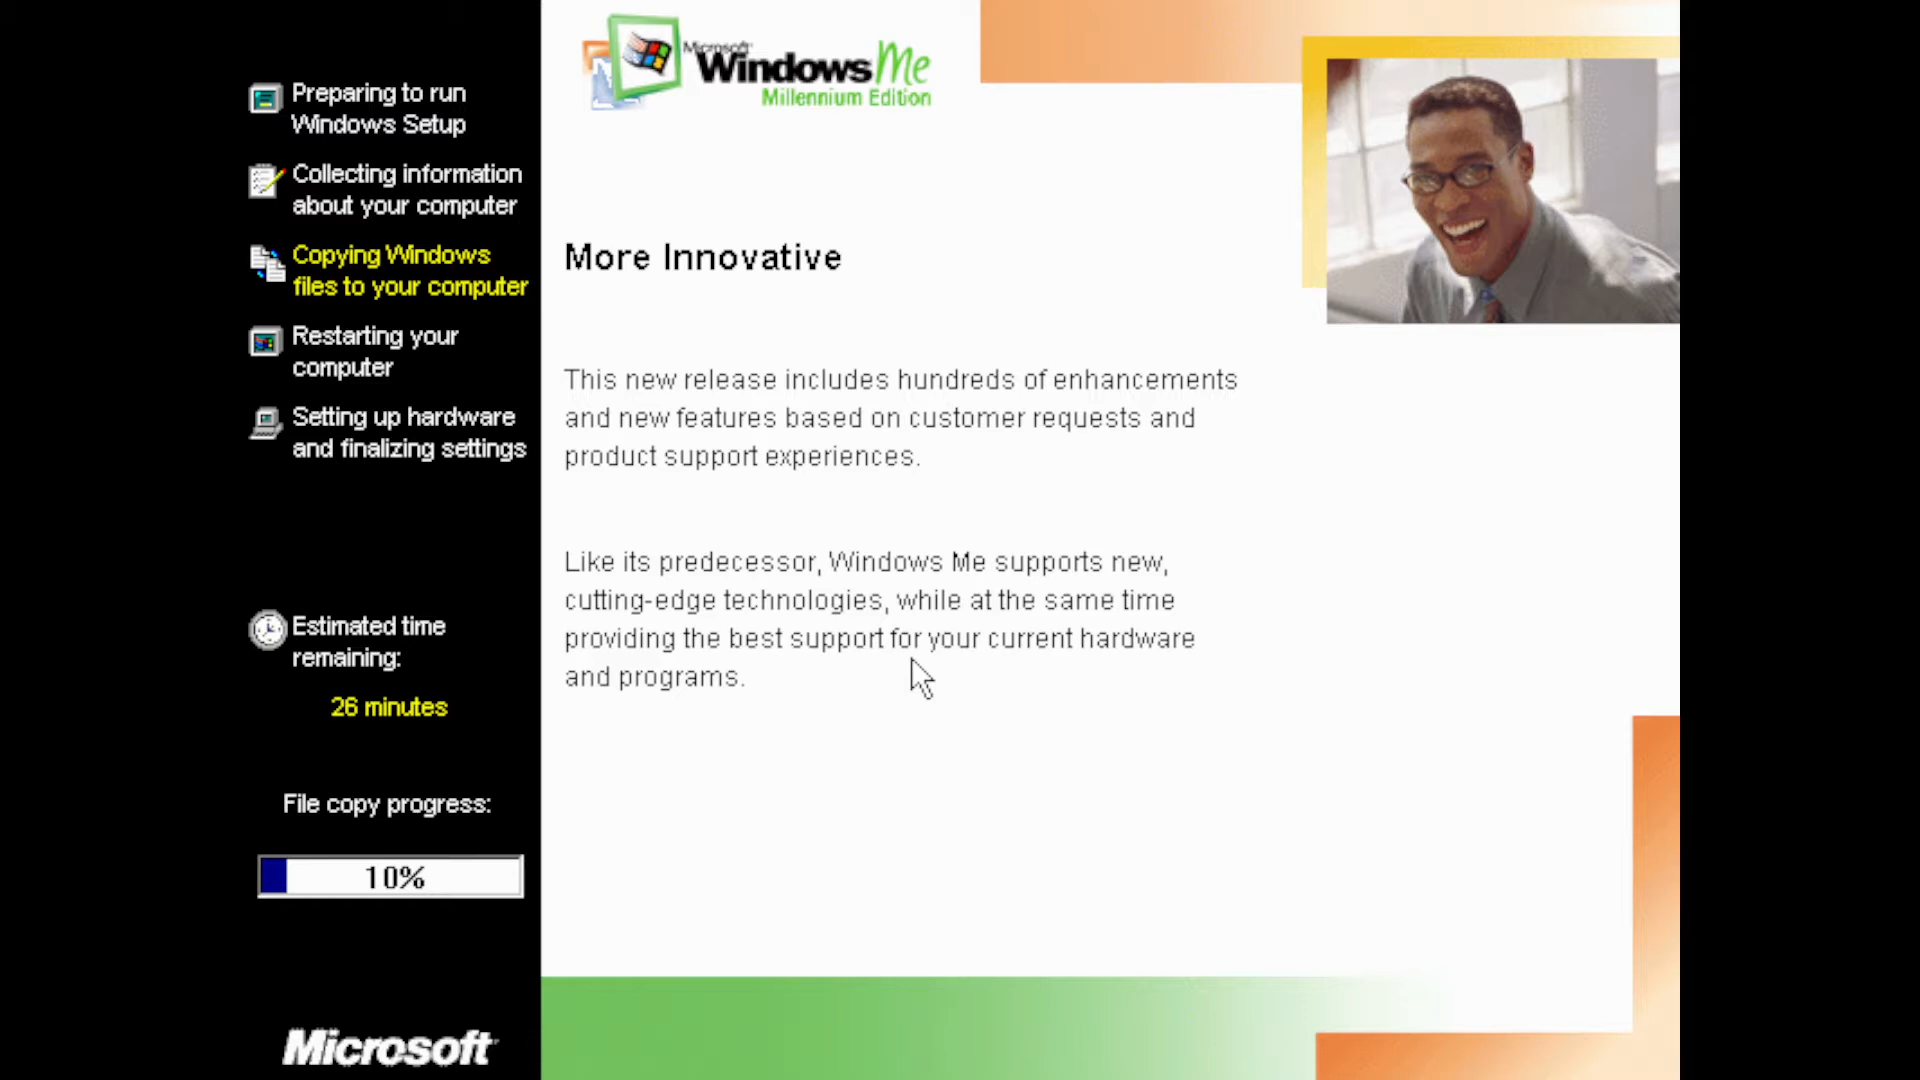 Preparing to run
Windows Setup
Collecting information
about your computer
Copying Windows
files to your computer
Restarting your
computer
Setting up hardware
and finalizing settings
Estimated time
remaining:
26 minutes
File copy progress:
10%
Microsoft
Microsoft
Windows Me
Millennium Edition
More Innovative
This new release includes hundreds of enhancements
and new features based on customer requests and
product support experiences.
Like its predecessor, Windows Me supports new,
cutting-edge technologies, while at the same time
providing the best support for your current hardware
and programs.